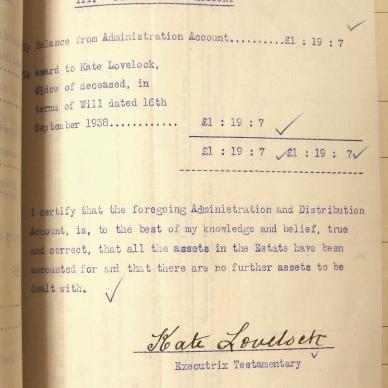 Balance from Administration Account..........£1 : 19 : 7
award to Kate Lovelock,
Widow of deceased, in
terms of Will dated 16th
September 1938............ £1 : 19 : 7
£1 : 19 : 7 £1 : 19 : 7
I certify that the foregoing Administration and Distribution
Account, is, to the best of my knowledge and belief, true
and correct, that all the assets in the Estate have been
accounted for and that there are no further assets to be
dealt with.
Kate Lovelock
Executrix Testamentary